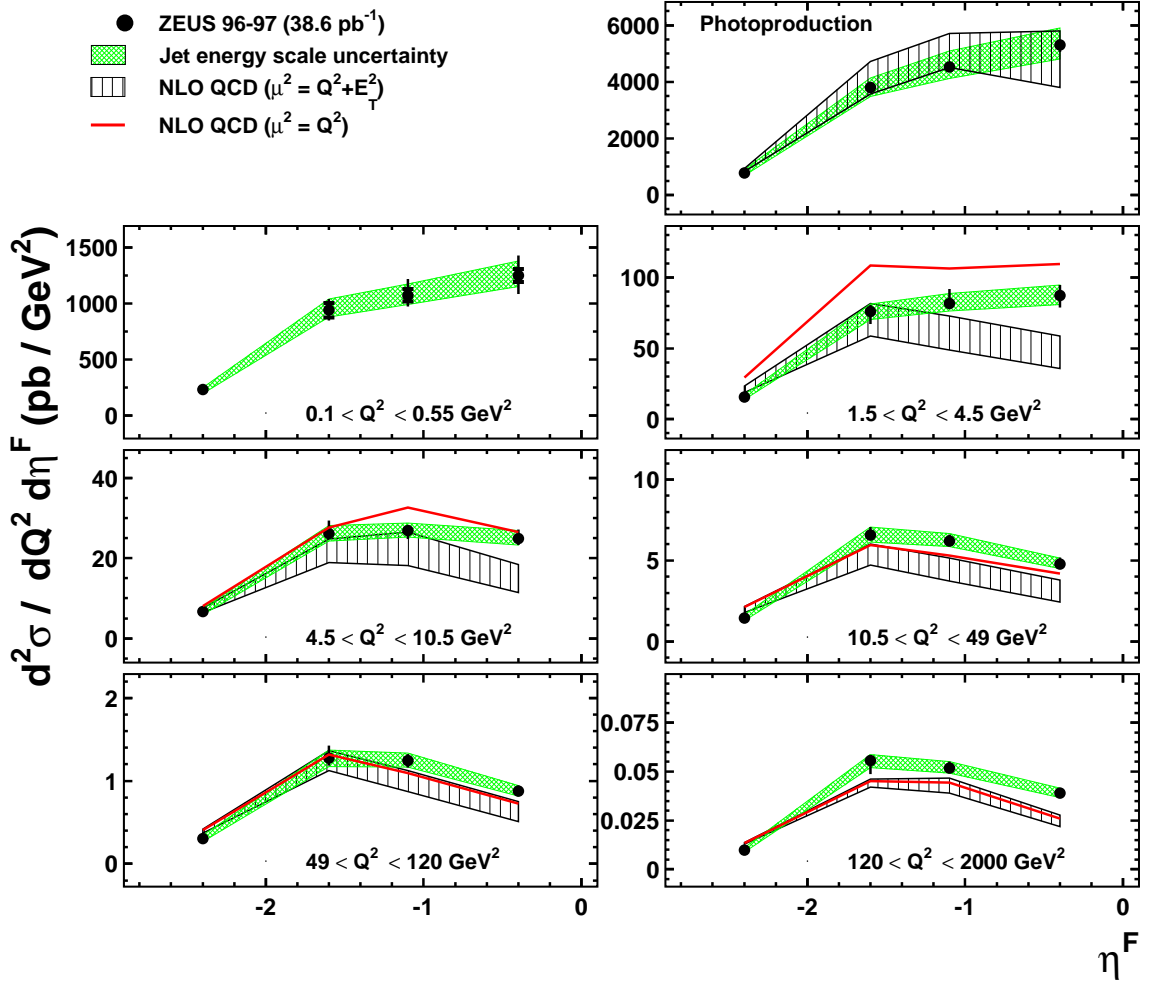 ZEUS 96-97 (38.6 pb⁻¹)
Jet energy scale uncertainty
NLO QCD (μ² = Q²+E_T²)
NLO QCD (μ² = Q²)
Photoproduction
6000
4000
2000
0
d²σ / dQ² dη^F (pb / GeV²)
1500
1000
500
0
0.1 < Q² < 0.55 GeV²
100
50
0
1.5 < Q² < 4.5 GeV²
40
20
0
4.5 < Q² < 10.5 GeV²
10
5
0
10.5 < Q² < 49 GeV²
2
1
0
49 < Q² < 120 GeV²
0.075
0.05
0.025
0
120 < Q² < 2000 GeV²
-2 -1 0
-2 -1 0
η^F